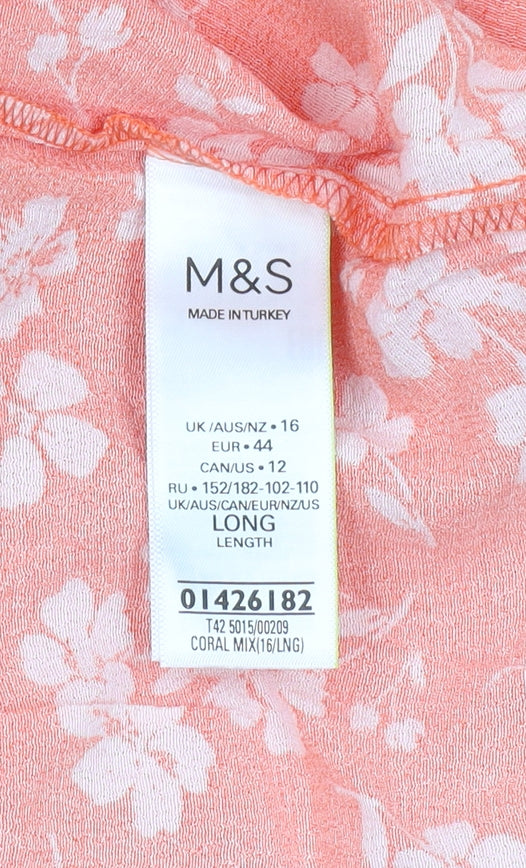 M&S
MADE IN TURKEY
UK/AUS/NZ • 16
EUR • 44
CAN/US • 12
RU • 152/182-102-110
UK/AUS/CAN/EUR/NZ/US
LONG
LENGTH
01426182
T42 5015/00209
CORAL MIX(16/LNG)